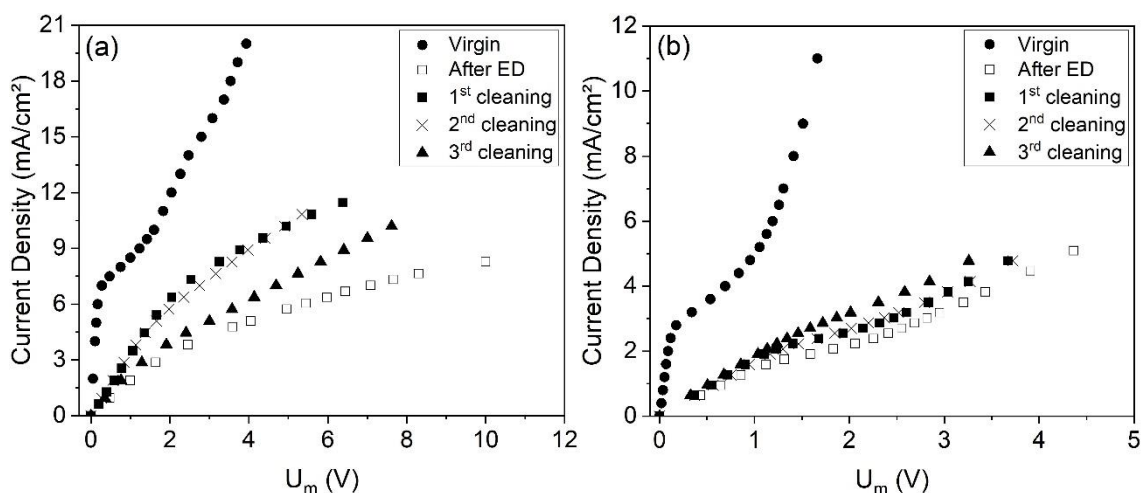 (a)
Current Density (mA/cm²)
21
18
15
12
9
6
3
0
Virgin
After ED
1st cleaning
2nd cleaning
3rd cleaning
0 2 4 6 8 10 12
Um (V)
(b)
Current Density (mA/cm²)
12
10
8
6
4
2
0
Virgin
After ED
1st cleaning
2nd cleaning
3rd cleaning
0 1 2 3 4 5
Um (V)